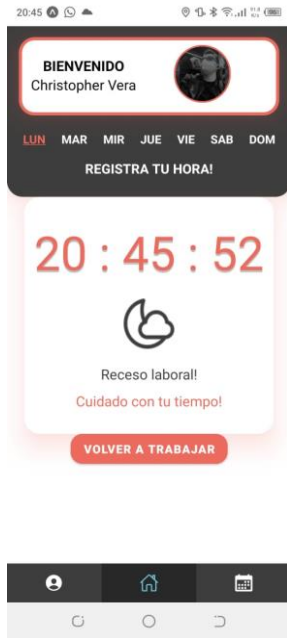 20:45
BIENVENIDO
Christopher Vera
LUN MAR MIR JUE VIE SAB DOM
REGISTRA TU HORA!
20 : 45 : 52
Receso laboral!
Cuidado con tu tiempo!
VOLVER A TRABAJAR